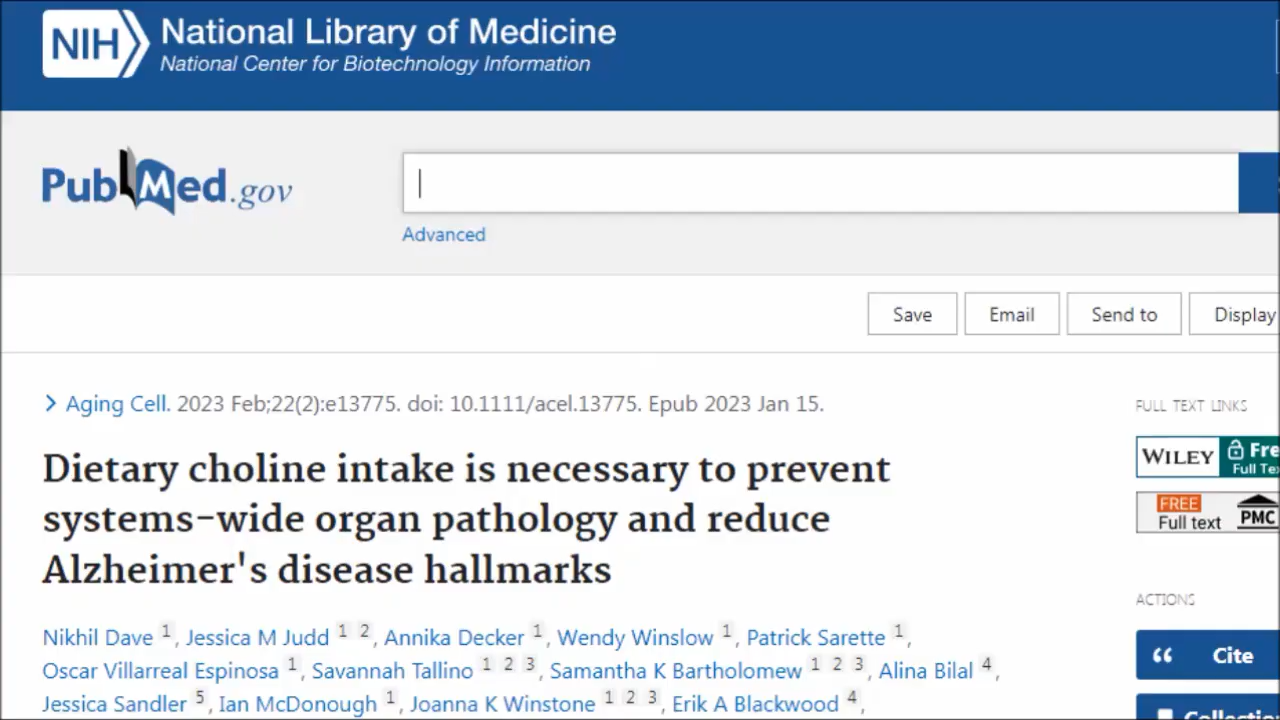 NIH National Library of Medicine
National Center for Biotechnology Information
PubMed.gov
Advanced
Save Email Send to Display
Aging Cell. 2023 Feb;22(2):e13775. doi: 10.1111/acel.13775. Epub 2023 Jan 15.
FULL TEXT LINKS
Dietary choline intake is necessary to prevent
systems-wide organ pathology and reduce
Alzheimer's disease hallmarks
WILEY Fre
Full Te
FREE
Full text PMC
ACTIONS
Nikhil Dave 1, Jessica M Judd 1 2, Annika Decker 1, Wendy Winslow 1, Patrick Sarette 1,
Oscar Villarreal Espinosa 1, Savannah Tallino 1 2 3, Samantha K Bartholomew 1 2 3, Alina Bilal 4,
Jessica Sandler 5, Ian McDonough 1, Joanna K Winstone 1 2 3, Erik A Blackwood 4,
Cite